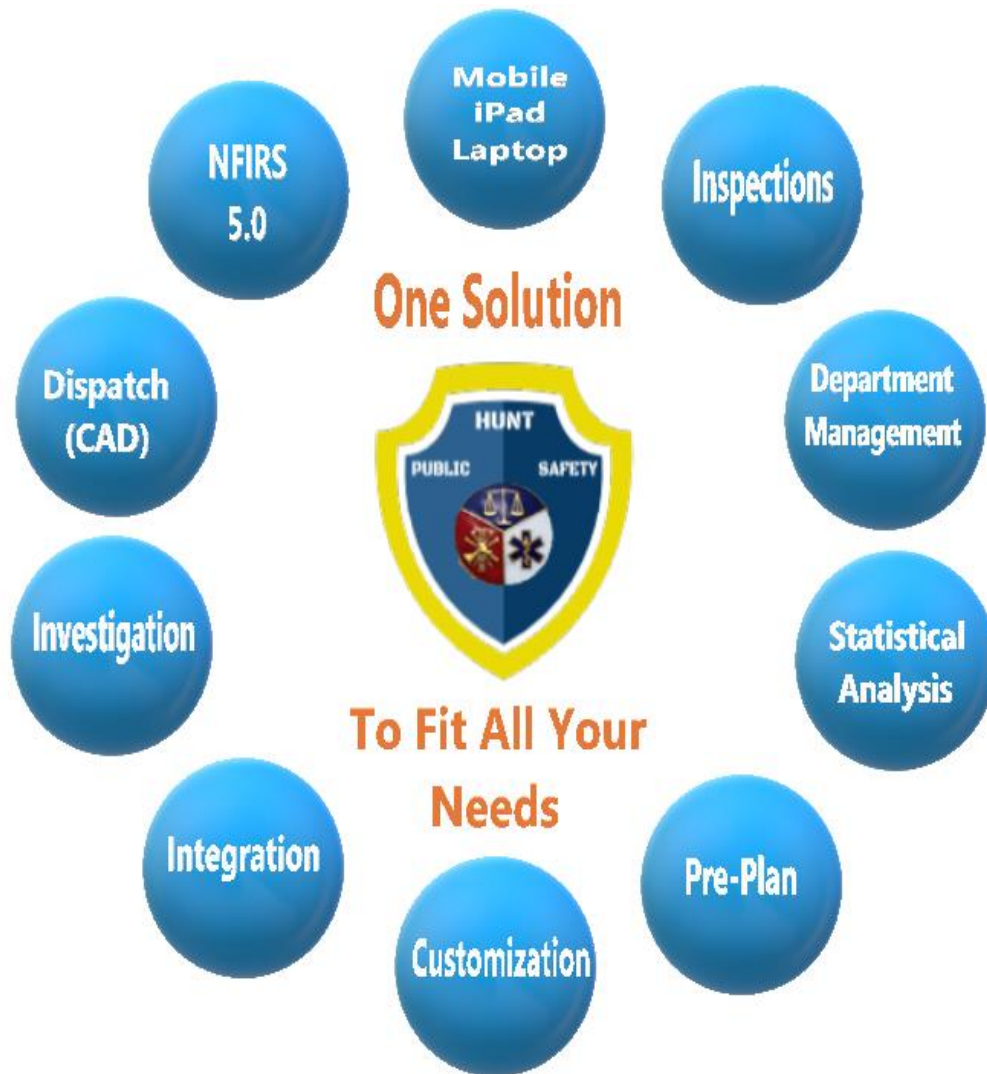 Mobile
iPad
Laptop
NFIRS
5.0
Inspections
One Solution
Dispatch
(CAD)
Department
Management
HUNT
PUBLIC SAFETY
Investigation
Statistical
Analysis
To Fit All Your
Needs
Integration
Pre-Plan
Customization